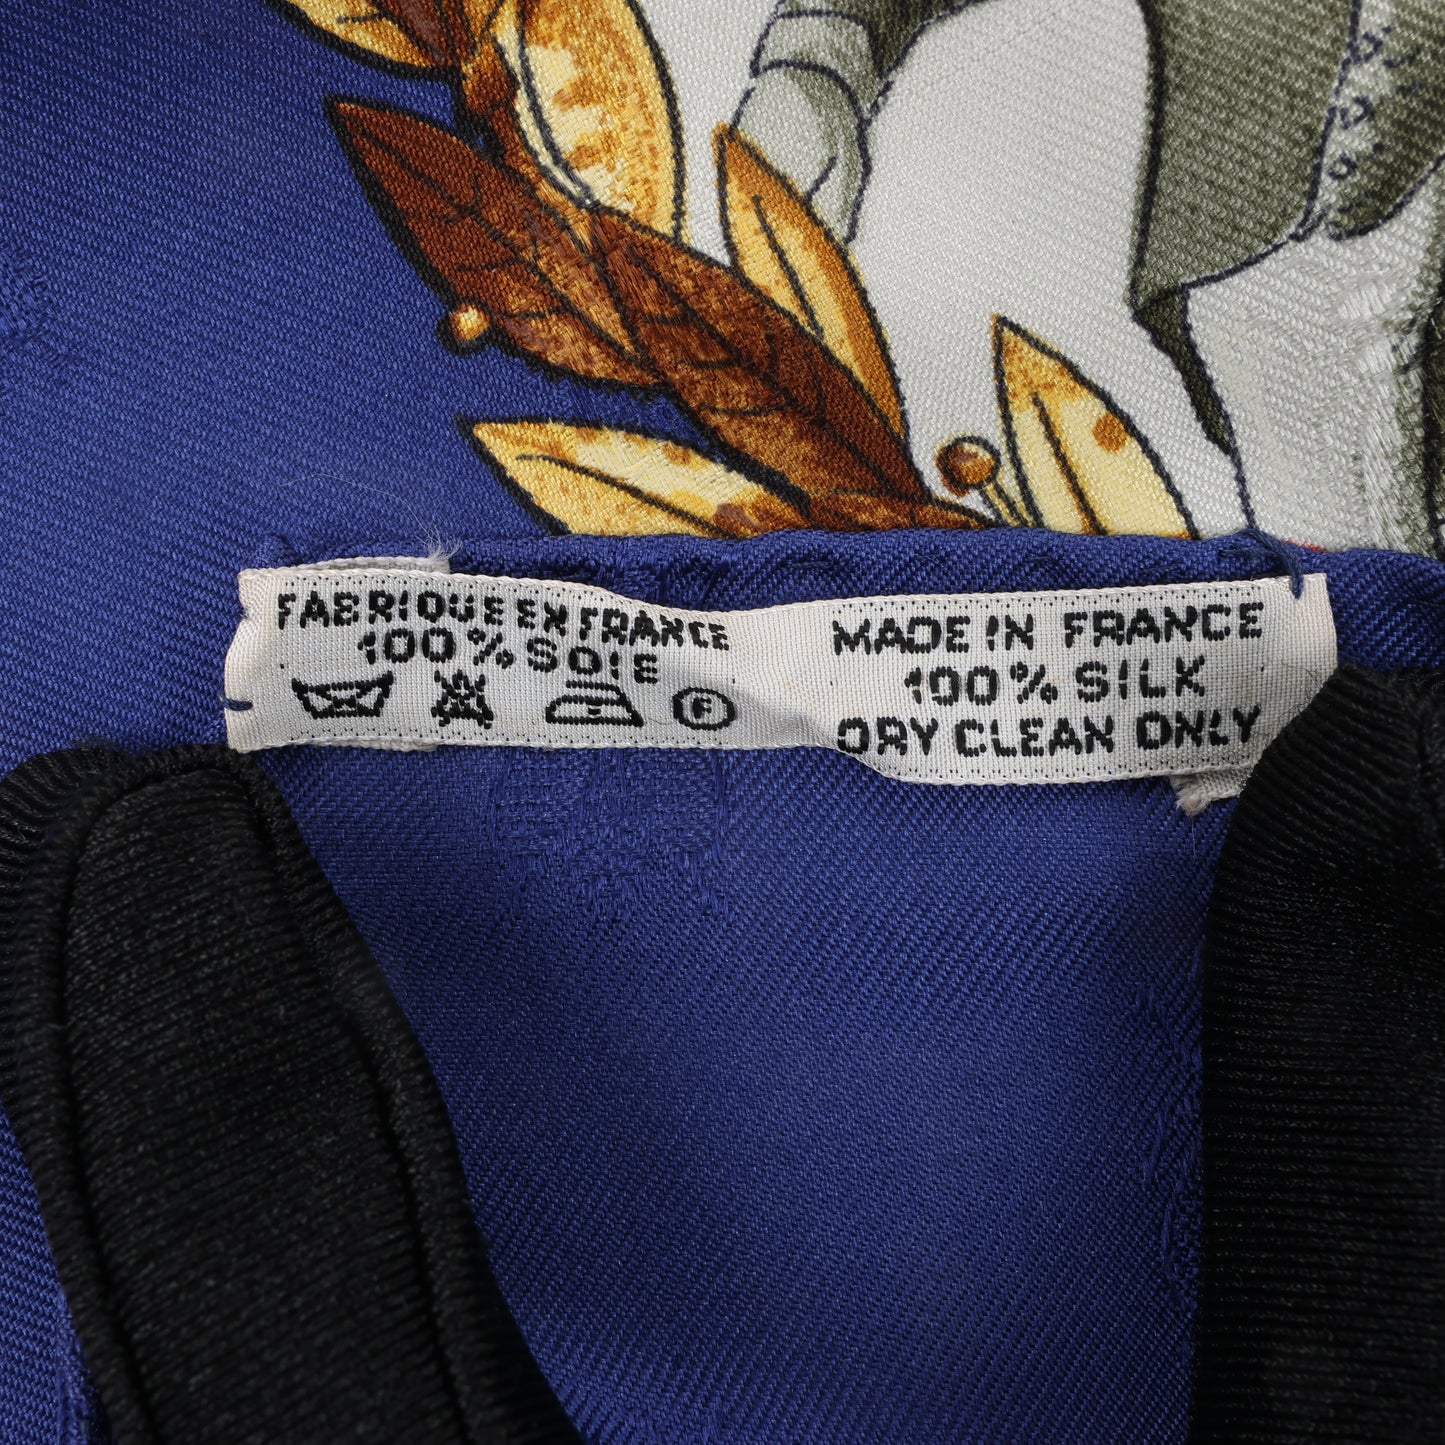 FABRIQUE EN FRANCE
100% SOIE
F
MADE IN FRANCE
100% SILK
DRY CLEAN ONLY